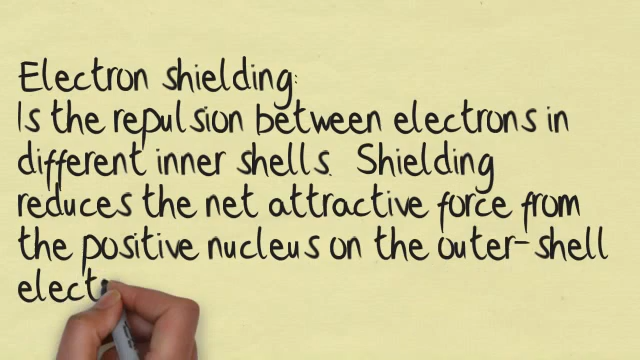 Electron shielding:
Is the repulsion between electrons in
different inner shells. Shielding
reduces the net attractive force from
the positive nucleus on the outer-shell
elect